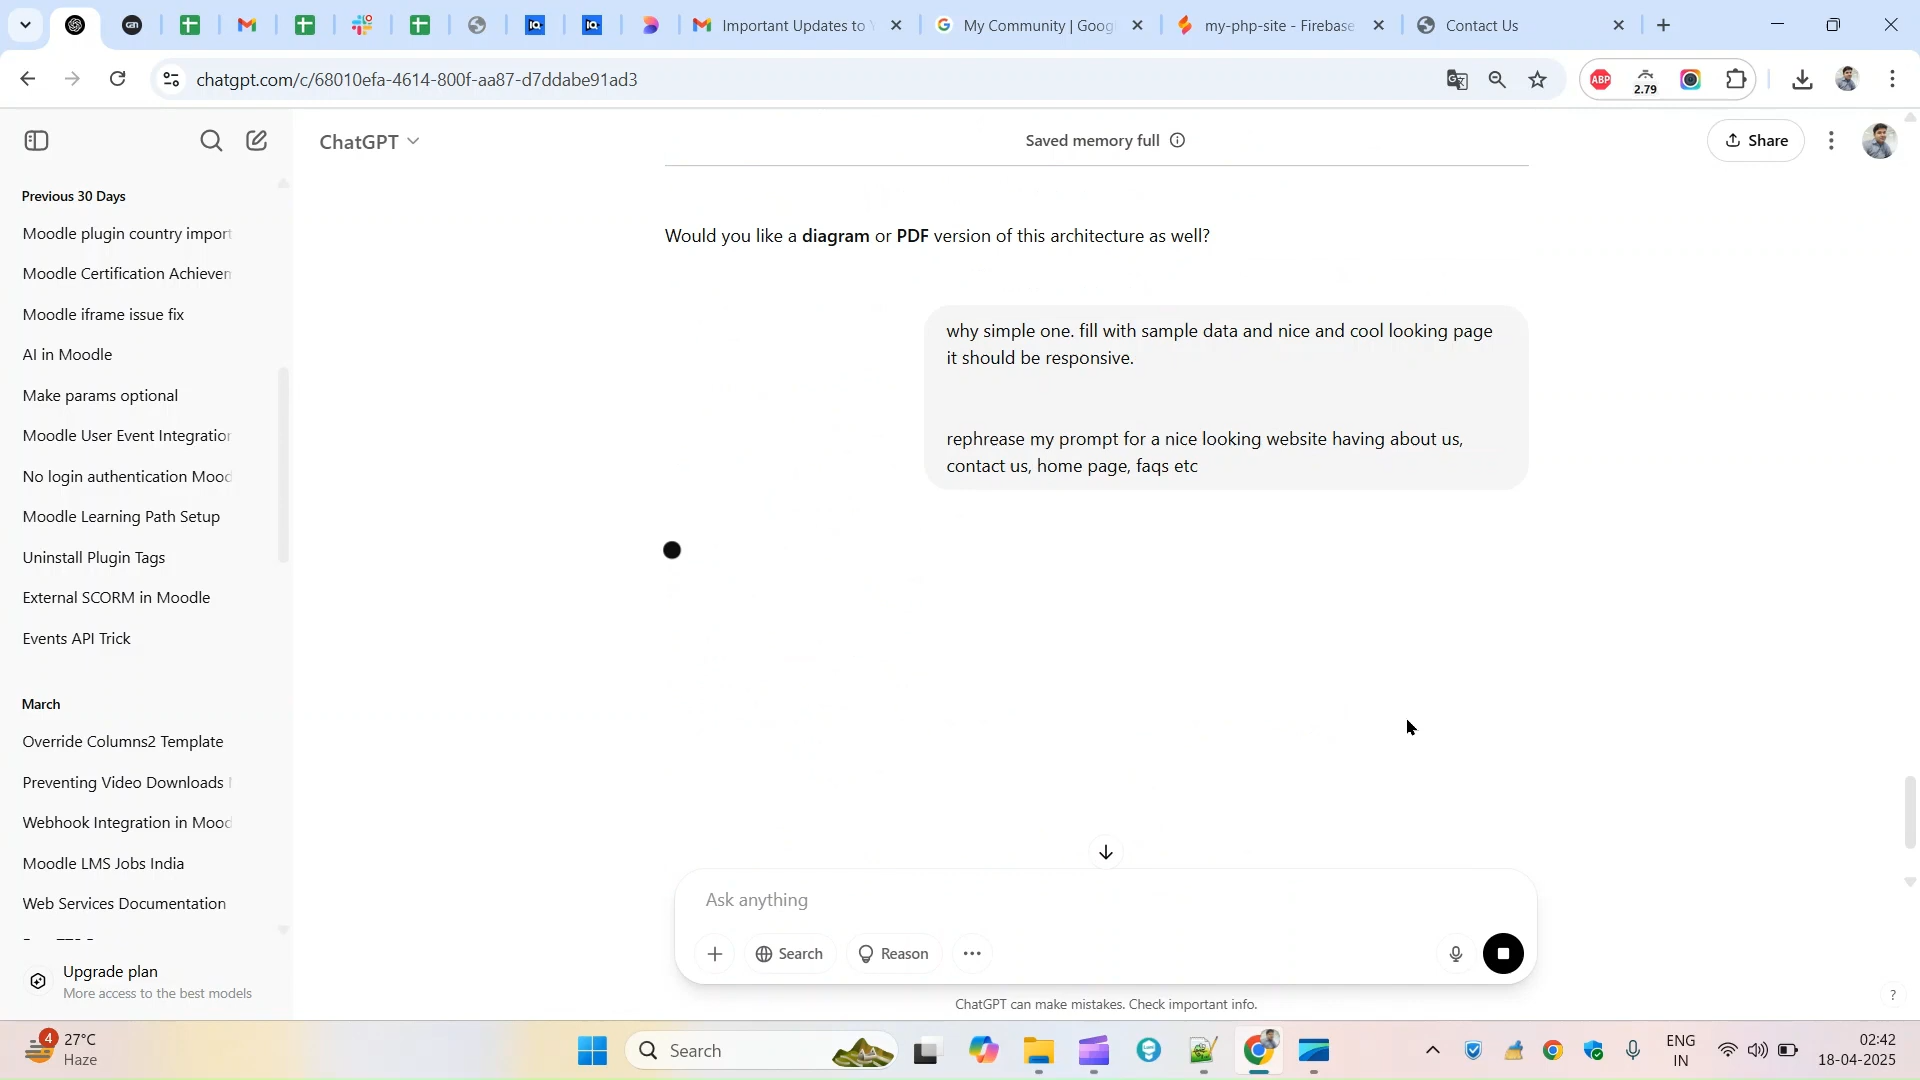 Important Updates to Y
My Community | Goog
my-php-site - Firebase
Contact Us
chatgpt.com/c/68010efa-4614-800f-aa87-d7ddabe91ad3
ABP
2.79
ChatGPT
Saved memory full
Share
Previous 30 Days
Moodle plugin country import
Moodle Certification Achievem
Moodle iframe issue fix
AI in Moodle
Make params optional
Moodle User Event Integration
No login authentication Mood
Moodle Learning Path Setup
Uninstall Plugin Tags
External SCORM in Moodle
Events API Trick
March
Override Columns2 Template
Preventing Video Downloads
Webhook Integration in Mood
Moodle LMS Jobs India
Web Services Documentation
Upgrade plan
More access to the best models
Would you like a diagram or PDF version of this architecture as well?
why simple one. fill with sample data and nice and cool looking page
it should be responsive.
rephrease my prompt for a nice looking website having about us,
contact us, home page, faqs etc
Ask anything
Search
Reason
ChatGPT can make mistakes. Check important info.
?
4
27°C
Haze
Search
ENG
IN
02:42
18-04-2025